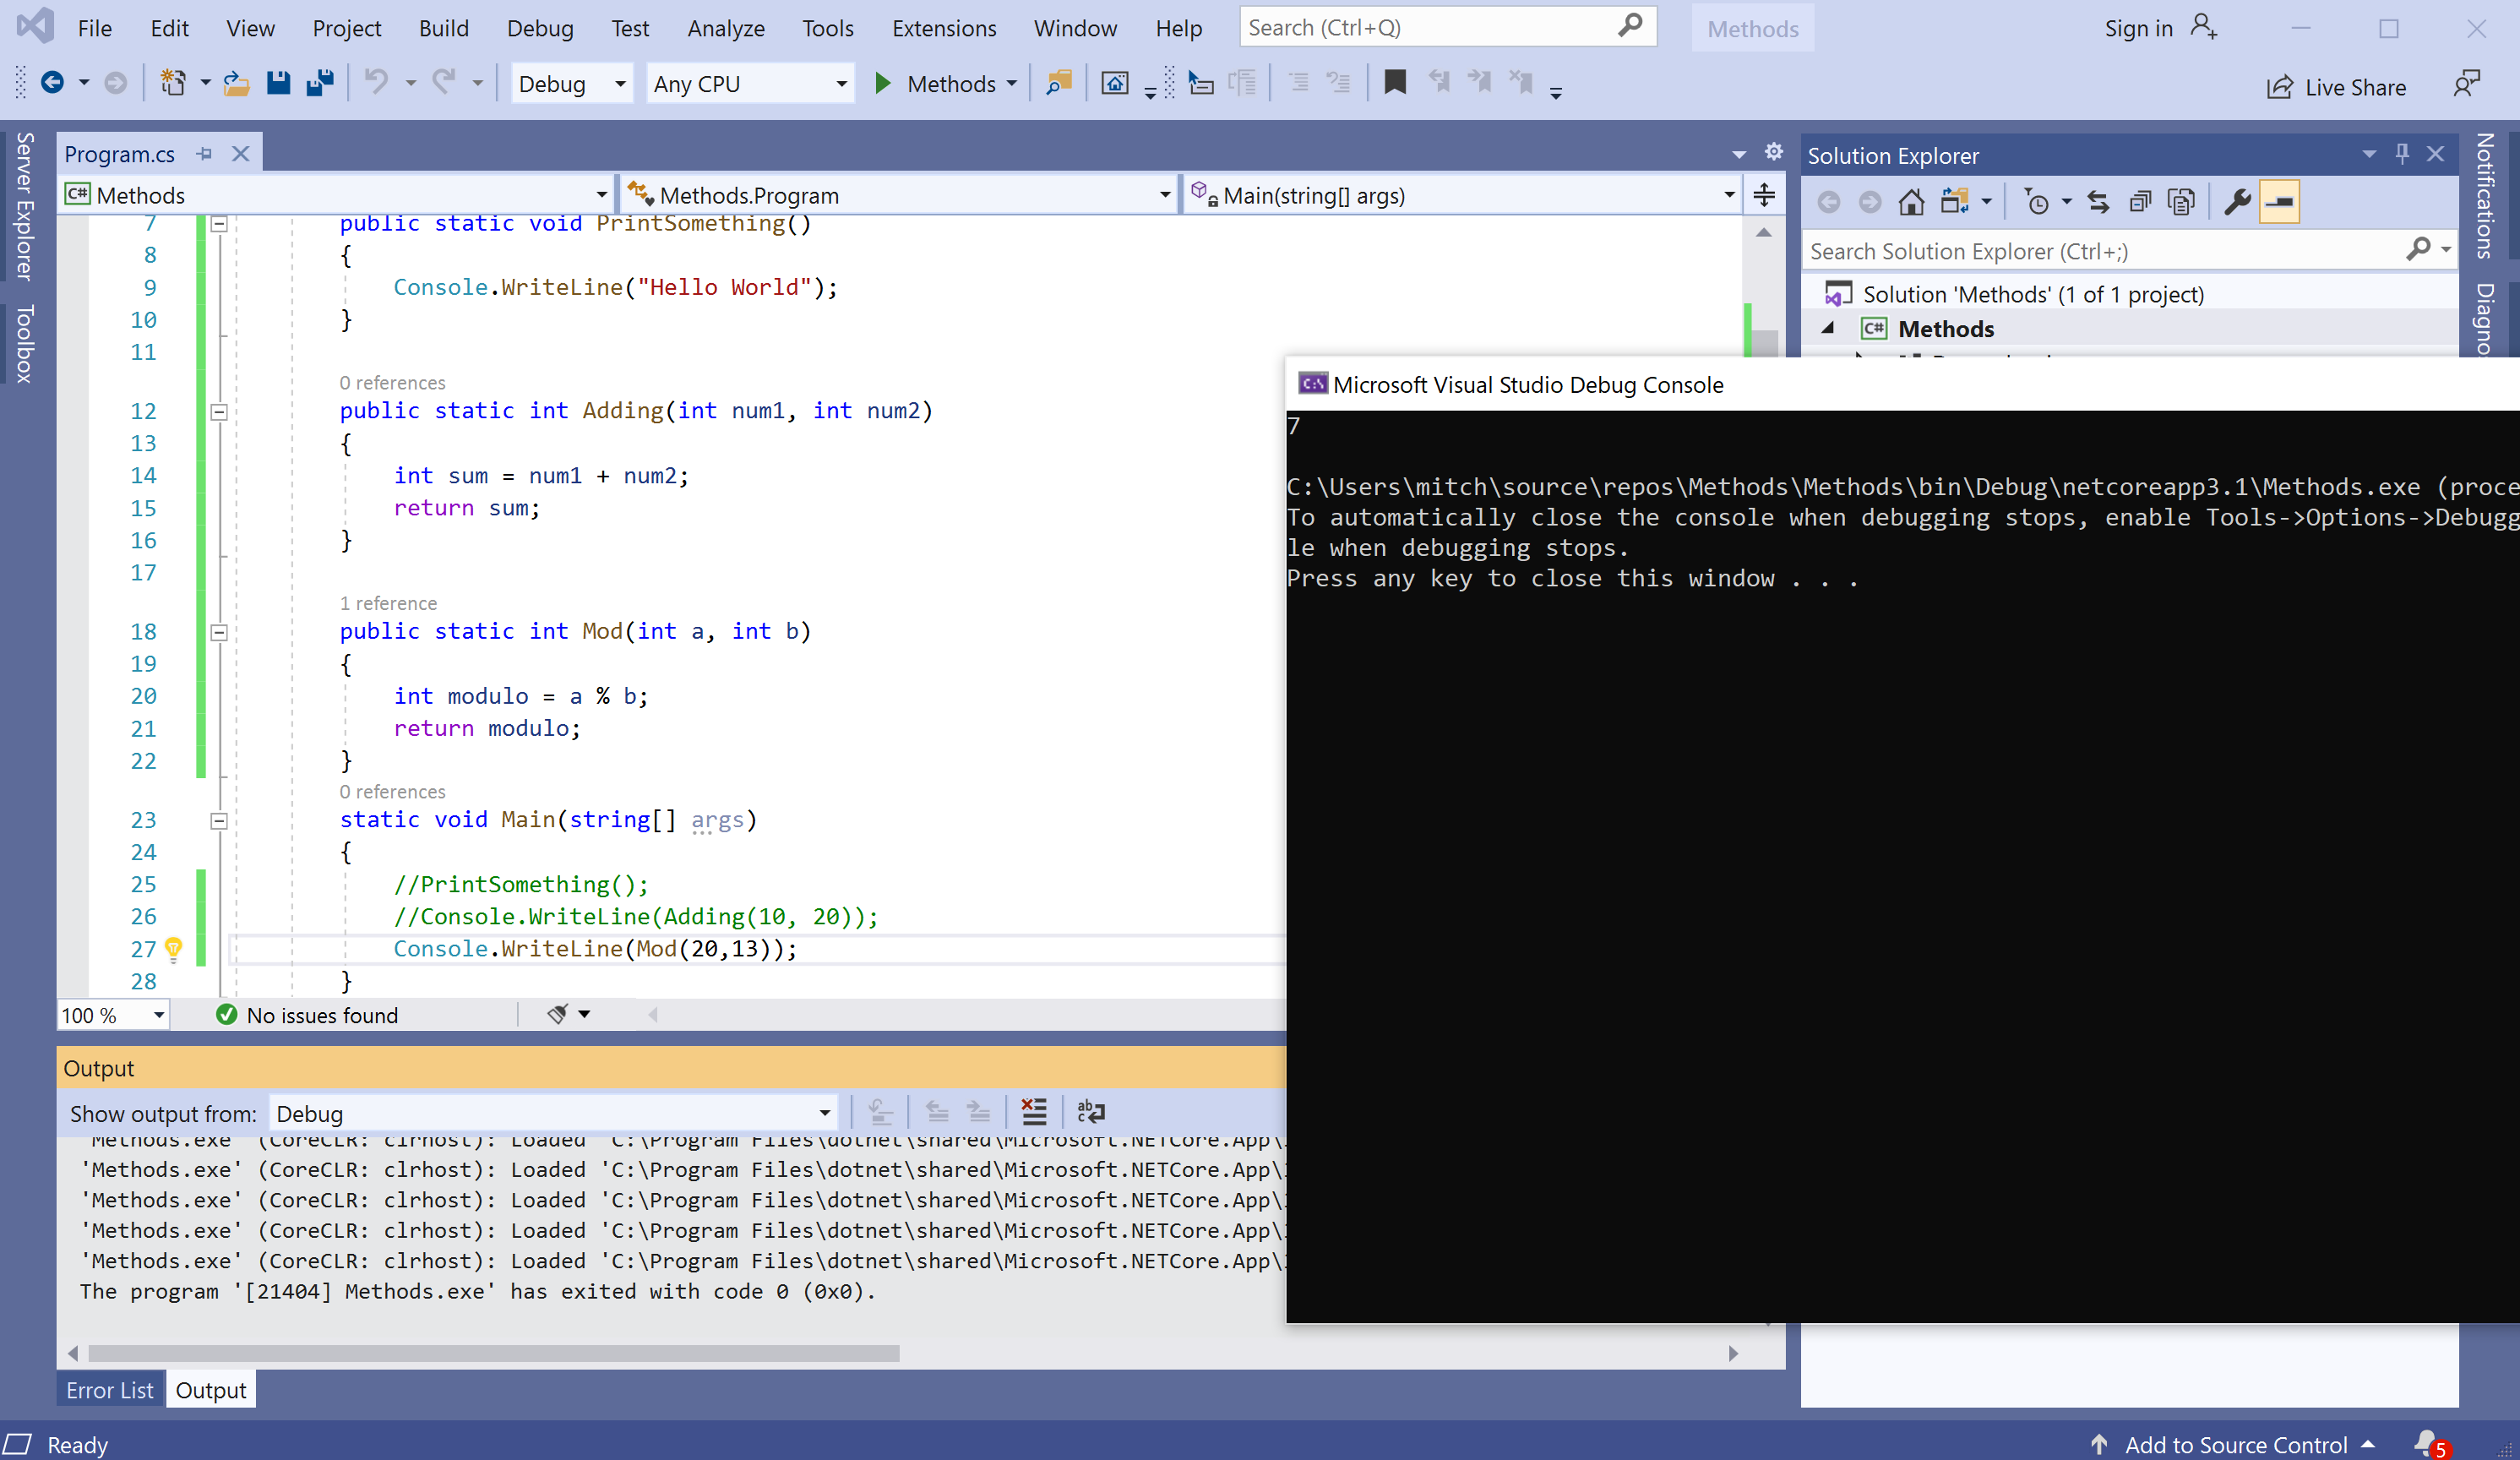 File Edit View Project Build Debug Test Analyze Tools Extensions Window Help Search (Ctrl+Q) Methods Sign in
Debug Any CPU Methods Live Share
Server Explorer
Toolbox
Program.cs
C# Methods Methods.Program Main(string[] args)
7 public static void PrintSomething()
8 {
9 Console.WriteLine("Hello World");
10 }
11
0 references
12 public static int Adding(int num1, int num2)
13 {
14 int sum = num1 + num2;
15 return sum;
16 }
17
1 reference
18 public static int Mod(int a, int b)
19 {
20 int modulo = a % b;
21 return modulo;
22 }
0 references
23 static void Main(string[] args)
24 {
25 //PrintSomething();
26 //Console.WriteLine(Adding(10, 20));
27 Console.WriteLine(Mod(20,13));
28 }
100 % No issues found
Output
Show output from: Debug
'Methods.exe' (CoreCLR: clrhost): Loaded 'C:\Program Files\dotnet\shared\Microsoft.NETCore.App\
'Methods.exe' (CoreCLR: clrhost): Loaded 'C:\Program Files\dotnet\shared\Microsoft.NETCore.App\
'Methods.exe' (CoreCLR: clrhost): Loaded 'C:\Program Files\dotnet\shared\Microsoft.NETCore.App\
'Methods.exe' (CoreCLR: clrhost): Loaded 'C:\Program Files\dotnet\shared\Microsoft.NETCore.App\
'Methods.exe' (CoreCLR: clrhost): Loaded 'C:\Program Files\dotnet\shared\Microsoft.NETCore.App\
The program '[21404] Methods.exe' has exited with code 0 (0x0).
Error List Output
Solution Explorer
Search Solution Explorer (Ctrl+;)
Solution 'Methods' (1 of 1 project)
C# Methods
Notifications
Diagno
C:\ Microsoft Visual Studio Debug Console
7
C:\Users\mitch\source\repos\Methods\Methods\bin\Debug\netcoreapp3.1\Methods.exe (proce
To automatically close the console when debugging stops, enable Tools->Options->Debugg
le when debugging stops.
Press any key to close this window . . .
Ready Add to Source Control 5